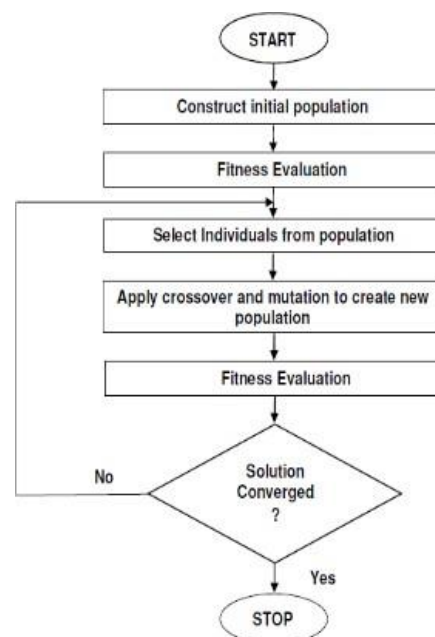 START
Construct initial population
Fitness Evaluation
Select Individuals from population
Apply crossover and mutation to create new
population
Fitness Evaluation
Solution
Converged
?
No
Yes
STOP